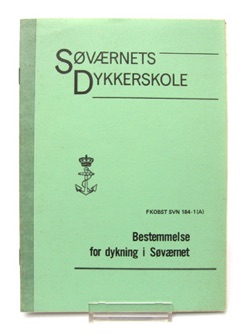 SØVÆRNETS
DYKKERSKOLE
FKOBST SVN 184-1(A)
Bestemmelse
for dykning i Søværnet